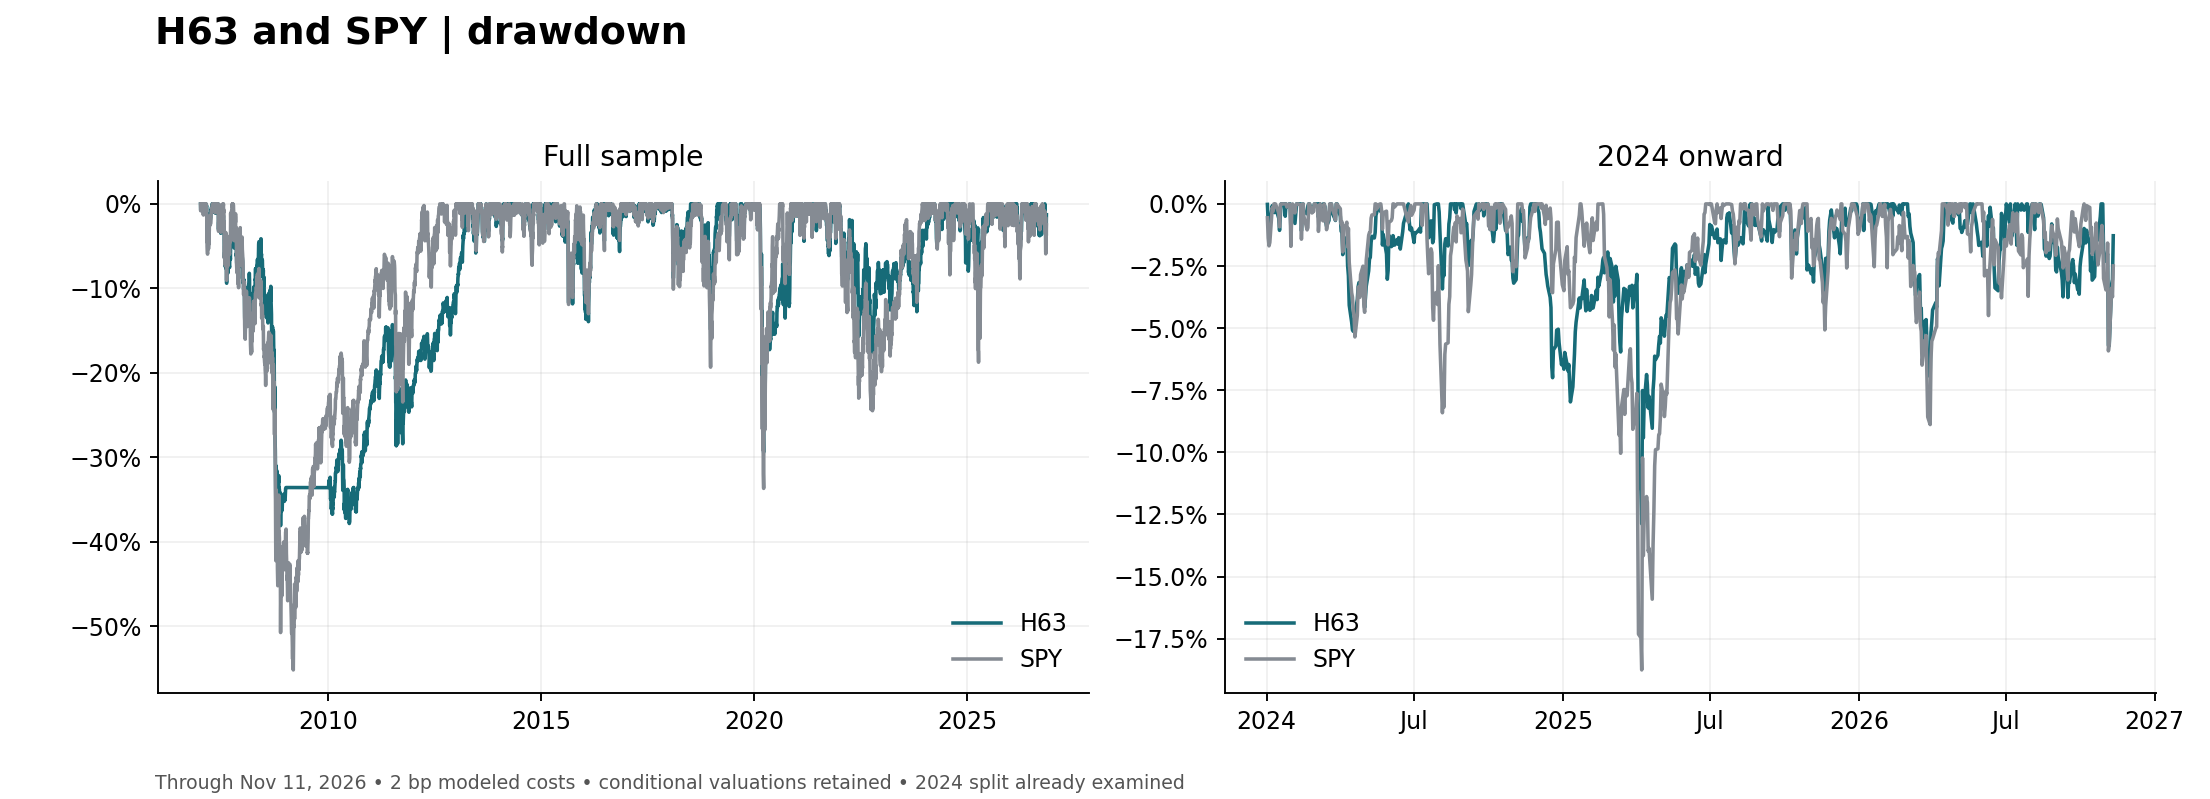 H63 and SPY | drawdown
Full sample
0%
−10%
−20%
−30%
−40%
−50%
2010
2015
2020
2025
H63
SPY
2024 onward
0.0%
−2.5%
−5.0%
−7.5%
−10.0%
−12.5%
−15.0%
−17.5%
2024
Jul
2025
Jul
2026
Jul
2027
H63
SPY
Through Nov 11, 2026 • 2 bp modeled costs • conditional valuations retained • 2024 split already examined